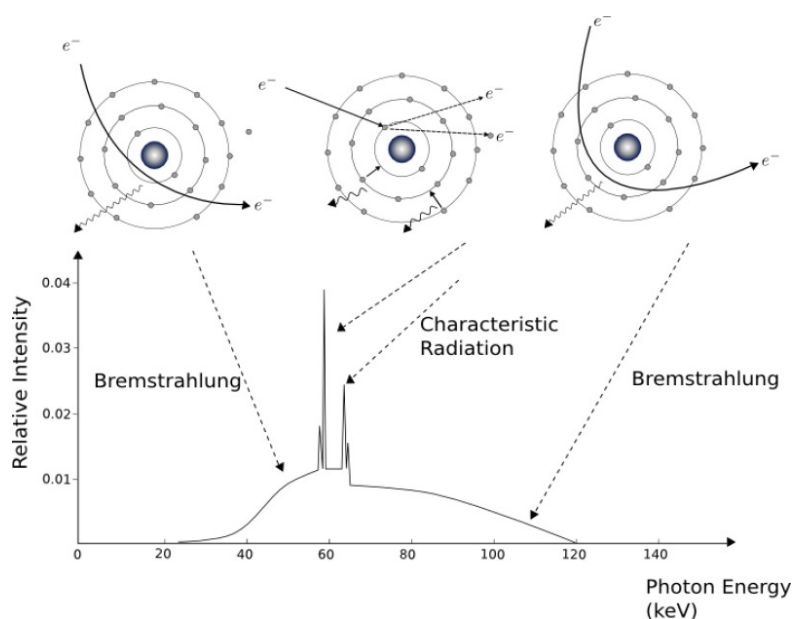 e−
e−
e−
e−
e−
e−
e−
0.04
0.03
0.02
0.01
Relative Intensity
Bremstrahlung
Characteristic
Radiation
Bremstrahlung
0
20
40
60
80
100
120
140
Photon Energy
(keV)